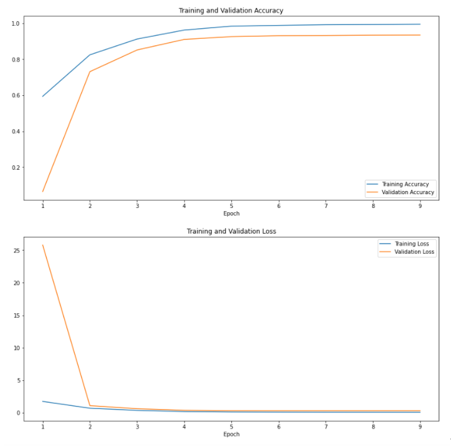 Training and Validation Accuracy
1.0
0.8
0.6
0.4
0.2
Training Accuracy
Validation Accuracy
1 2 3 4 5 6 7 8 9
Epoch
Training and Validation Loss
Training Loss
Validation Loss
25
20
15
10
5
0
1 2 3 4 5 6 7 8 9
Epoch